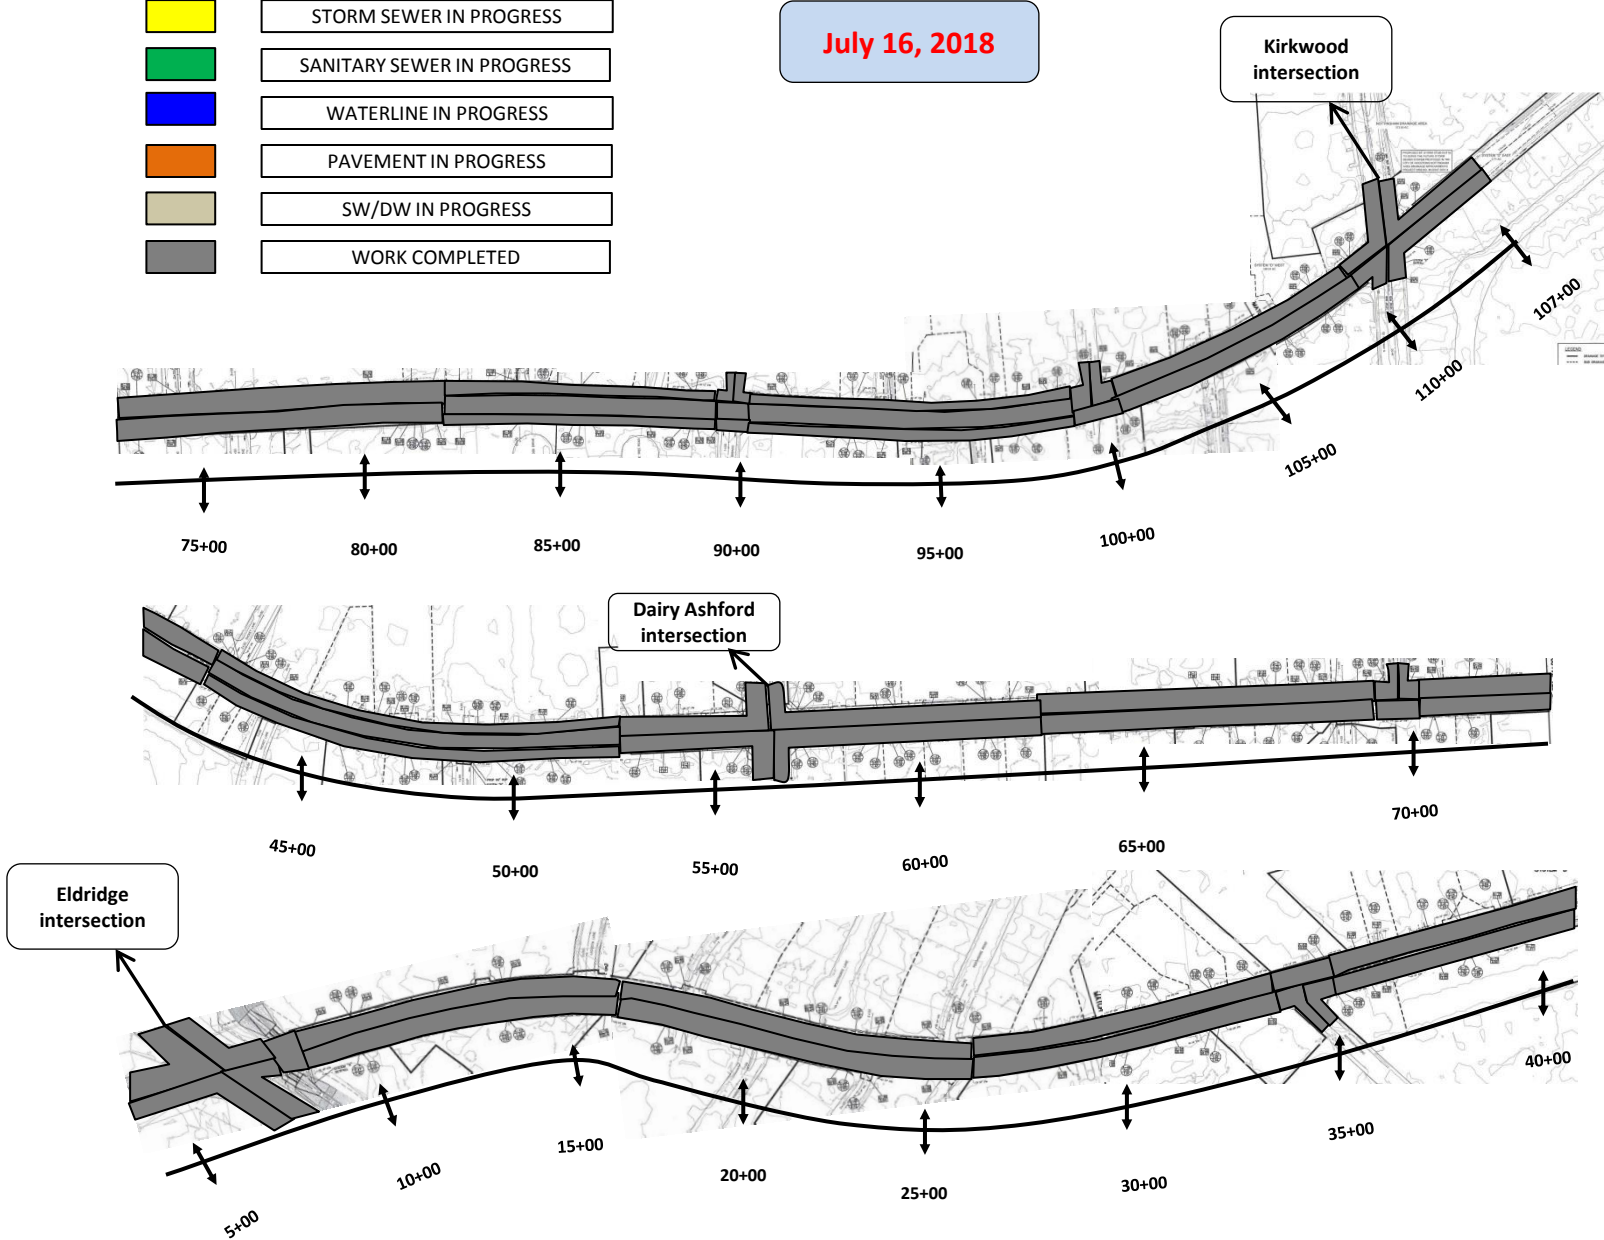 STORM SEWER IN PROGRESS
SANITARY SEWER IN PROGRESS
WATERLINE IN PROGRESS
PAVEMENT IN PROGRESS
SW/DW IN PROGRESS
WORK COMPLETED
July 16, 2018
Kirkwood
intersection
107+00
110+00
105+00
100+00
75+00
80+00
85+00
90+00
95+00
Dairy Ashford
intersection
45+00
50+00
55+00
60+00
65+00
70+00
Eldridge
intersection
5+00
10+00
15+00
20+00
25+00
30+00
35+00
40+00